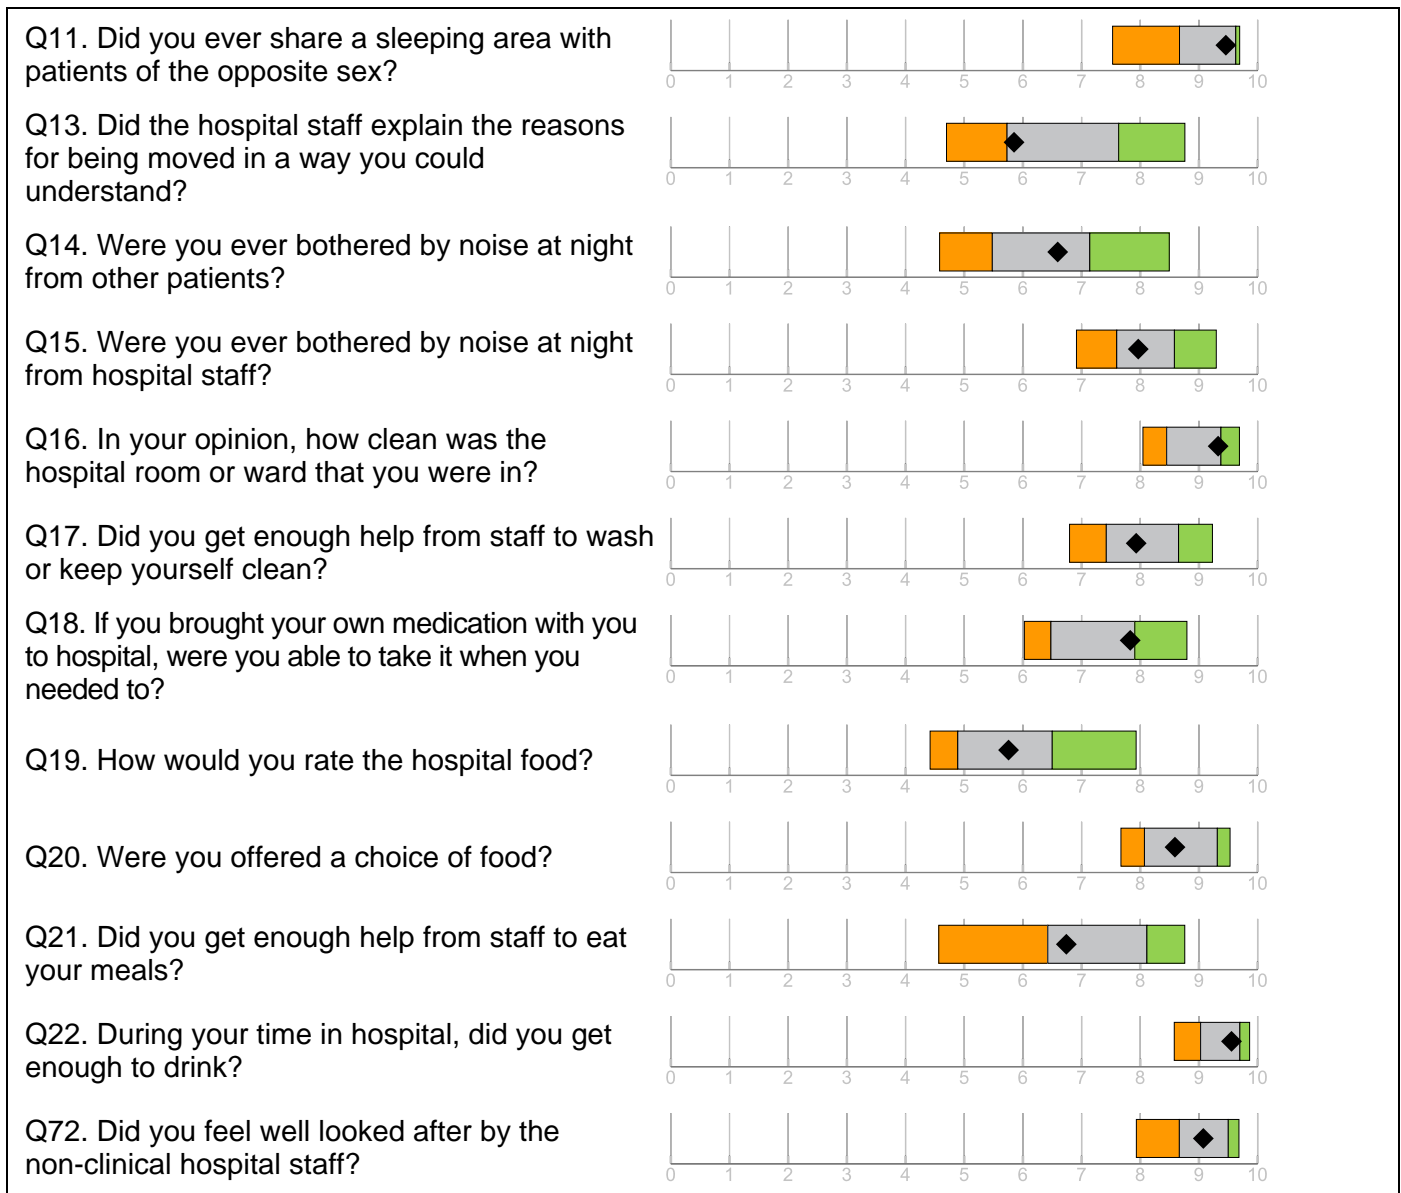 Q11. Did you ever share a sleeping area with
patients of the opposite sex?
0 1 2 3 4 5 6 7 8 9 10
Q13. Did the hospital staff explain the reasons
for being moved in a way you could
understand?
0 1 2 3 4 5 6 7 8 9 10
Q14. Were you ever bothered by noise at night
from other patients?
0 1 2 3 4 5 6 7 8 9 10
Q15. Were you ever bothered by noise at night
from hospital staff?
0 1 2 3 4 5 6 7 8 9 10
Q16. In your opinion, how clean was the
hospital room or ward that you were in?
0 1 2 3 4 5 6 7 8 9 10
Q17. Did you get enough help from staff to wash
or keep yourself clean?
0 1 2 3 4 5 6 7 8 9 10
Q18. If you brought your own medication with you
to hospital, were you able to take it when you
needed to?
0 1 2 3 4 5 6 7 8 9 10
Q19. How would you rate the hospital food?
0 1 2 3 4 5 6 7 8 9 10
Q20. Were you offered a choice of food?
0 1 2 3 4 5 6 7 8 9 10
Q21. Did you get enough help from staff to eat
your meals?
0 1 2 3 4 5 6 7 8 9 10
Q22. During your time in hospital, did you get
enough to drink?
0 1 2 3 4 5 6 7 8 9 10
Q72. Did you feel well looked after by the
non-clinical hospital staff?
0 1 2 3 4 5 6 7 8 9 10